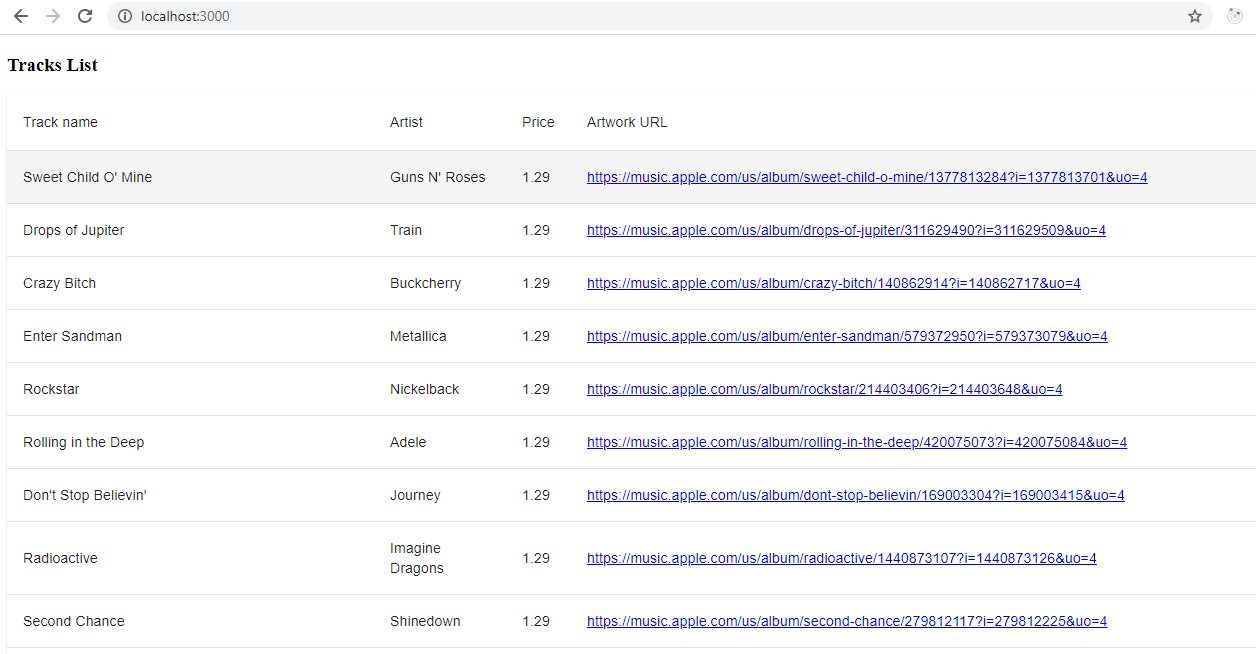 localhost:3000
Tracks List
Track name Artist Price Artwork URL
Sweet Child O' Mine Guns N' Roses 1.29 https://music.apple.com/us/album/sweet-child-o-mine/1377813284?i=1377813701&uo=4
Drops of Jupiter Train 1.29 https://music.apple.com/us/album/drops-of-jupiter/311629490?i=311629509&uo=4
Crazy Bitch Buckcherry 1.29 https://music.apple.com/us/album/crazy-bitch/140862914?i=140862717&uo=4
Enter Sandman Metallica 1.29 https://music.apple.com/us/album/enter-sandman/579372950?i=579373079&uo=4
Rockstar Nickelback 1.29 https://music.apple.com/us/album/rockstar/214403406?i=214403648&uo=4
Rolling in the Deep Adele 1.29 https://music.apple.com/us/album/rolling-in-the-deep/420075073?i=420075084&uo=4
Don't Stop Believin' Journey 1.29 https://music.apple.com/us/album/dont-stop-believin/169003304?i=169003415&uo=4
Radioactive Imagine Dragons 1.29 https://music.apple.com/us/album/radioactive/1440873107?i=1440873126&uo=4
Second Chance Shinedown 1.29 https://music.apple.com/us/album/second-chance/279812117?i=279812225&uo=4